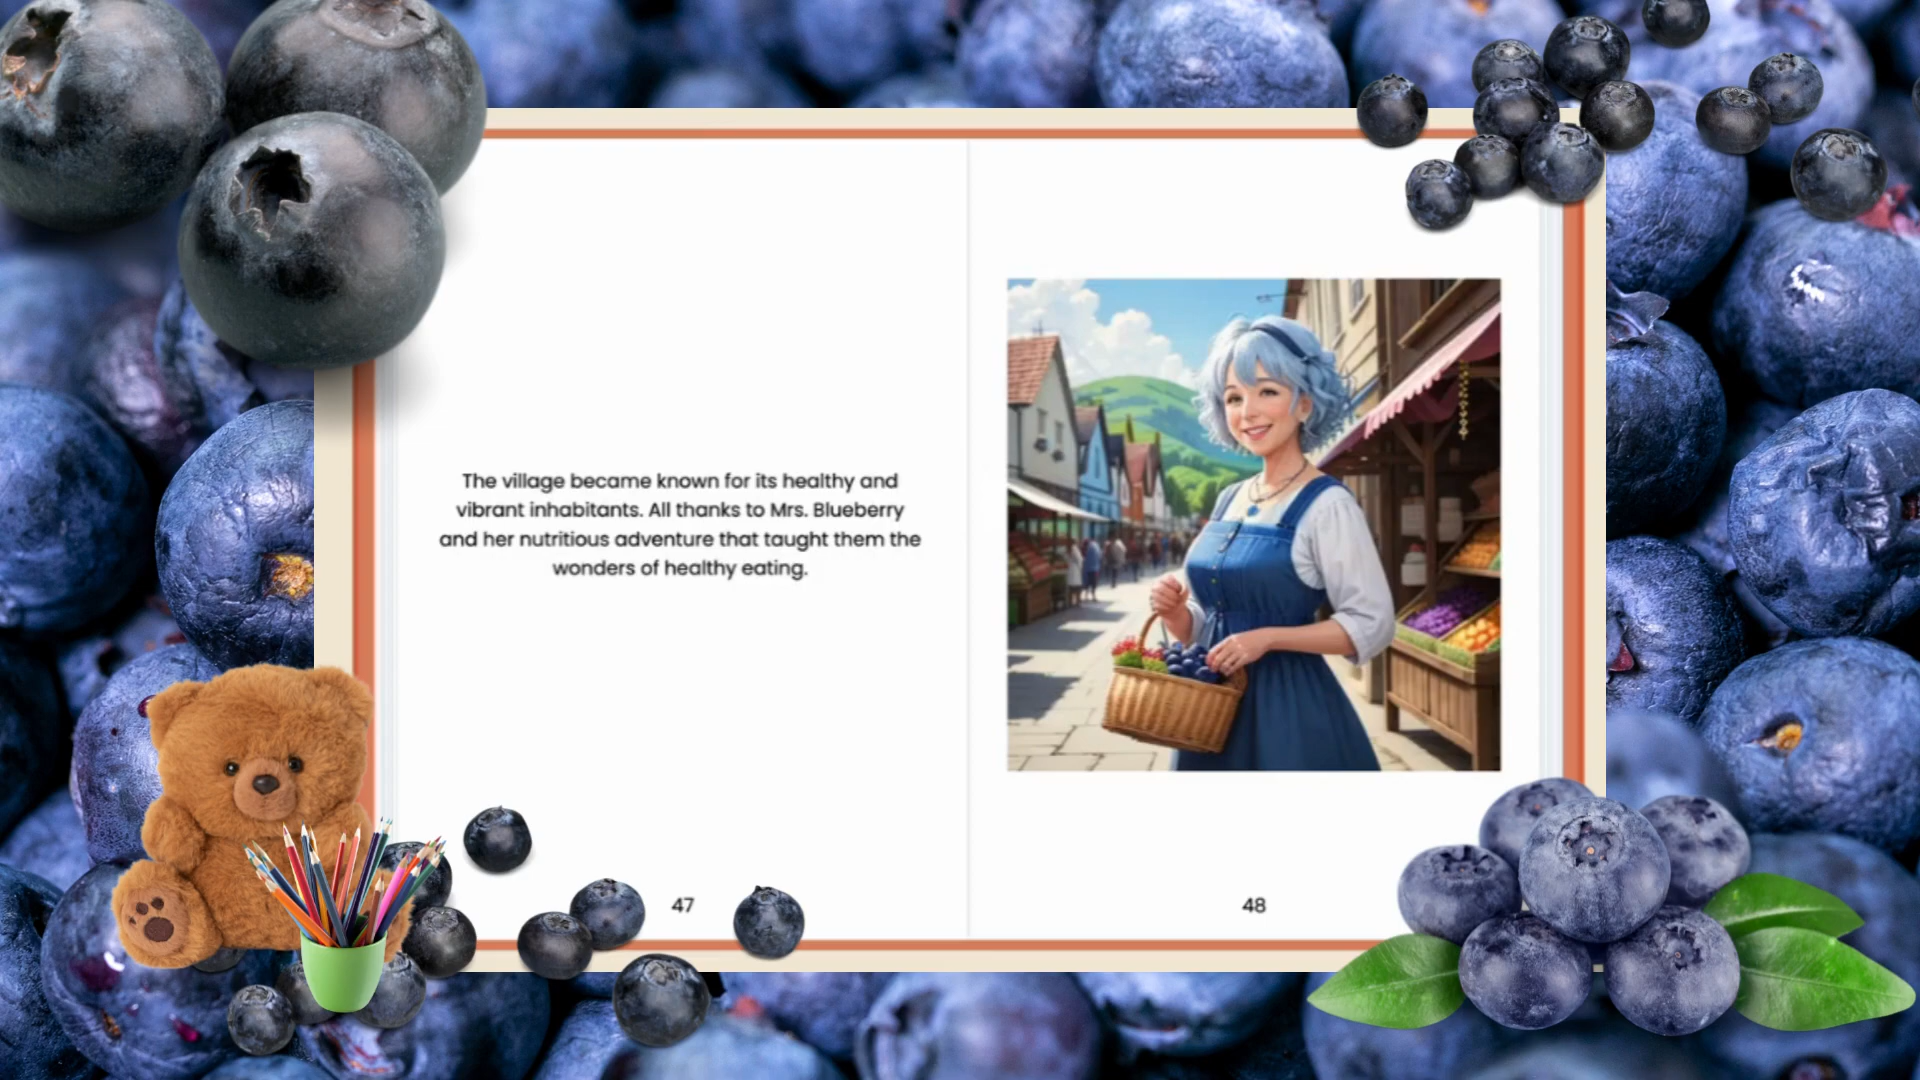 The village became known for its healthy and
vibrant inhabitants. All thanks to Mrs. Blueberry
and her nutritious adventure that taught them the
wonders of healthy eating.
47
48